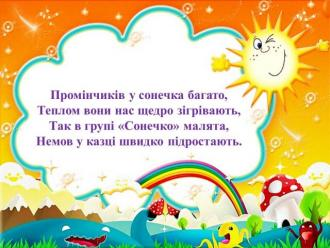 Промінчиків у сонечка багато,
Теплом вони нас щедро зігрівають,
Так в групі «Сонечко» малята,
Немов у казці швидко підростають.